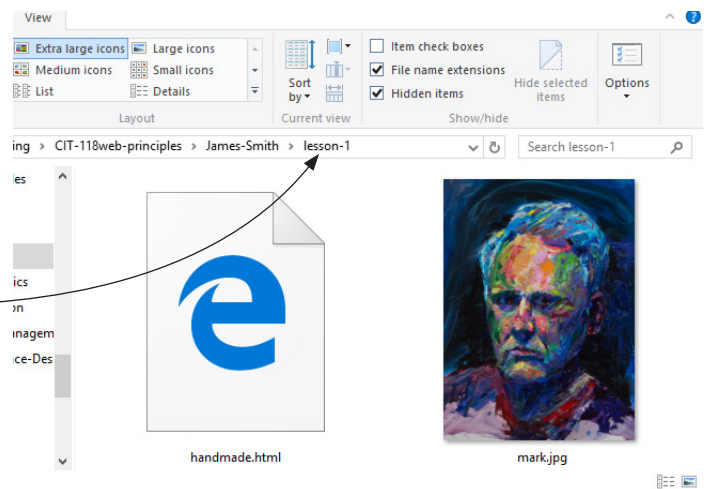 View
Extra large icons Large icons
Medium icons Small icons
List Details
Layout
Sort by
Current view
Item check boxes
File name extensions
Hidden items
Hide selected items
Show/hide
Options
ing > CIT-118web-principles > James-Smith > lesson-1
Search lesson-1
les
ics
on
nagem
ce-Des
handmade.html
mark.jpg